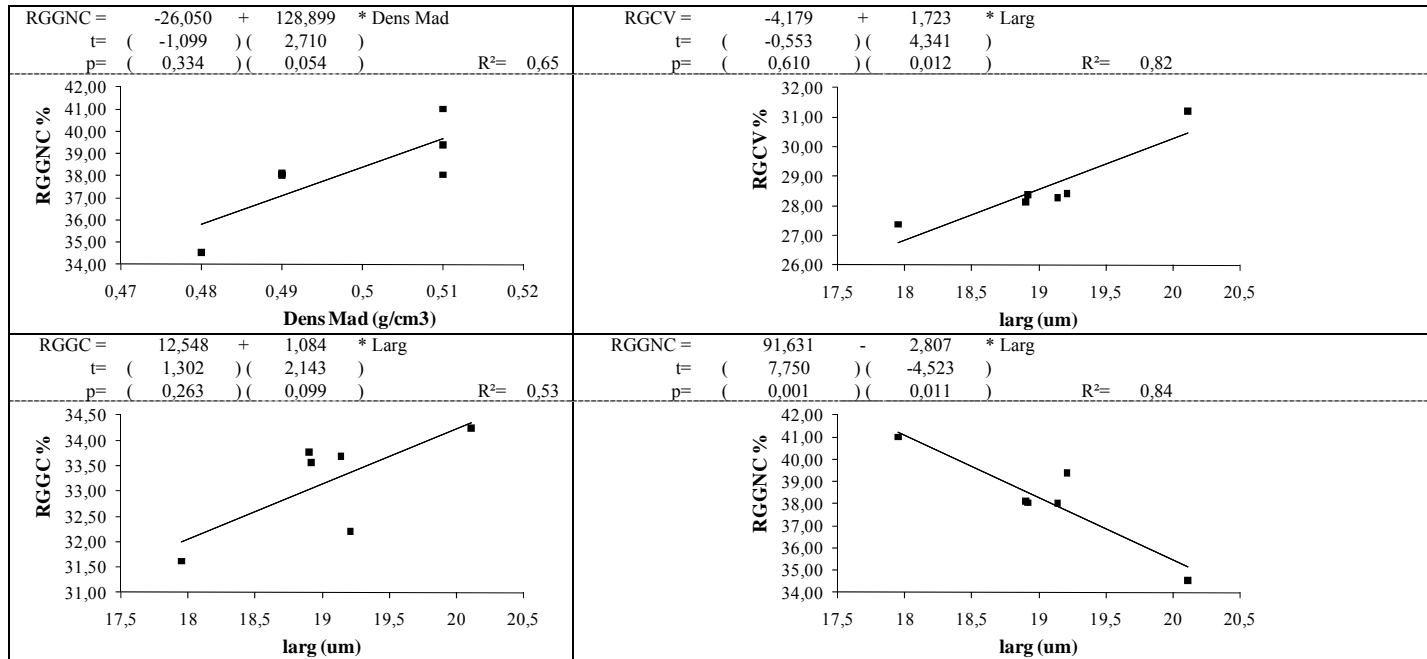 RGGNC = -26,050 + 128,899 * Dens Mad
t= ( -1,099 ) ( 2,710 )
p= ( 0,334 ) ( 0,054 ) R²= 0,65
42,00
41,00
40,00
39,00
38,00
37,00
36,00
35,00
34,00
RGGNC %
0,47 0,48 0,49 0,5 0,51 0,52
Dens Mad (g/cm3)
RGCV = -4,179 + 1,723 * Larg
t= ( -0,553 ) ( 4,341 )
p= ( 0,610 ) ( 0,012 ) R²= 0,82
32,00
31,00
30,00
29,00
28,00
27,00
26,00
RGCV %
17,5 18 18,5 19 19,5 20 20,5
larg (um)
RGGC = 12,548 + 1,084 * Larg
t= ( 1,302 ) ( 2,143 )
p= ( 0,263 ) ( 0,099 ) R²= 0,53
34,50
34,00
33,50
33,00
32,50
32,00
31,50
31,00
RGGC %
17,5 18 18,5 19 19,5 20 20,5
larg (um)
RGGNC = 91,631 - 2,807 * Larg
t= ( 7,750 ) ( -4,523 )
p= ( 0,001 ) ( 0,011 ) R²= 0,84
42,00
41,00
40,00
39,00
38,00
37,00
36,00
35,00
34,00
RGGNC %
17,5 18 18,5 19 19,5 20 20,5
larg (um)